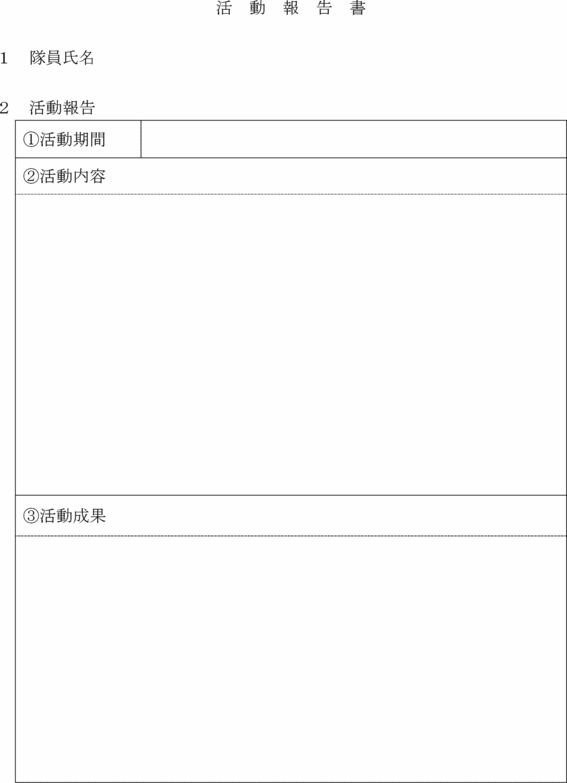 活　動　報　告　書
１　隊員氏名
２　活動報告
①活動期間
②活動内容
③活動成果